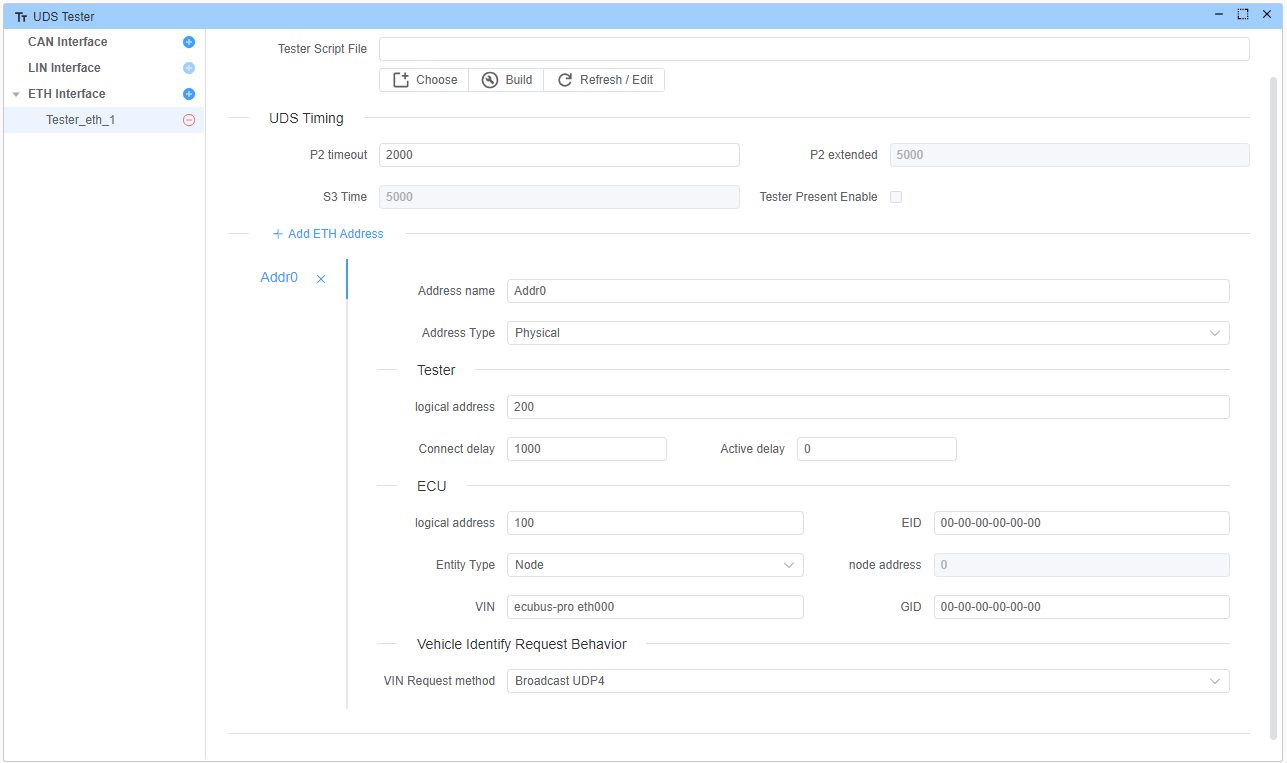 UDS Tester
CAN Interface
LIN Interface
ETH Interface
Tester_eth_1
Tester Script File
Choose Build Refresh / Edit
UDS Timing
P2 timeout 2000 P2 extended 5000
S3 Time 5000 Tester Present Enable
+ Add ETH Address
Addr0
Address name Addr0
Address Type Physical
Tester
logical address 200
Connect delay 1000 Active delay 0
ECU
logical address 100 EID 00-00-00-00-00-00
Entity Type Node node address 0
VIN ecubus-pro eth000 GID 00-00-00-00-00-00
Vehicle Identify Request Behavior
VIN Request method Broadcast UDP4